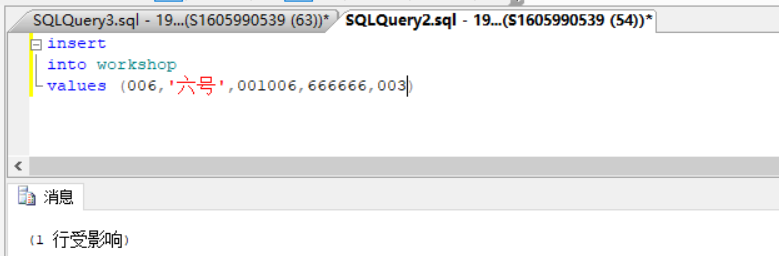 SQLQuery3.sql - 19...(S1605990539 (63))* SQLQuery2.sql - 19...(S1605990539 (54))*
insert
into workshop
values (006,'六号',001006,666666,003)
消息
(1 行受影响)